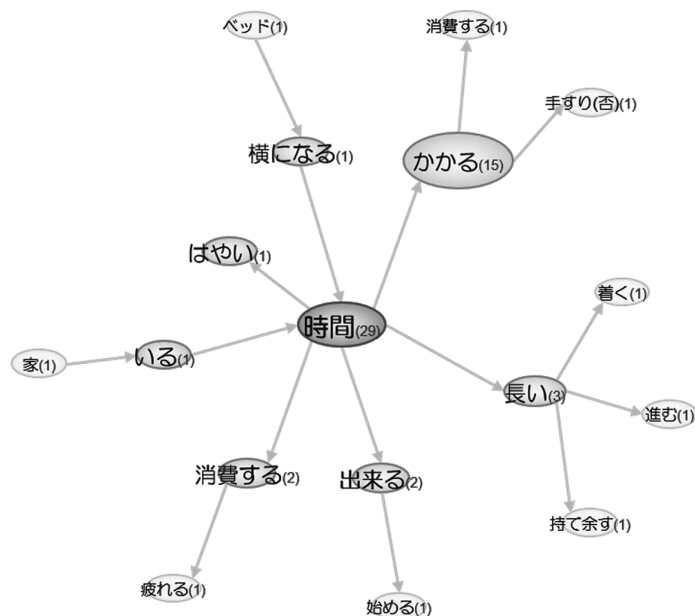 ベッド(1)
消費する(1)
手すり(否)(1)
横になる(1)
かかる(15)
はやい(1)
着く(1)
時間(29)
いる(1)
家(1)
長い(3)
進む(1)
消費する(2)
出来る(2)
持て余す(1)
疲れる(1)
始める(1)